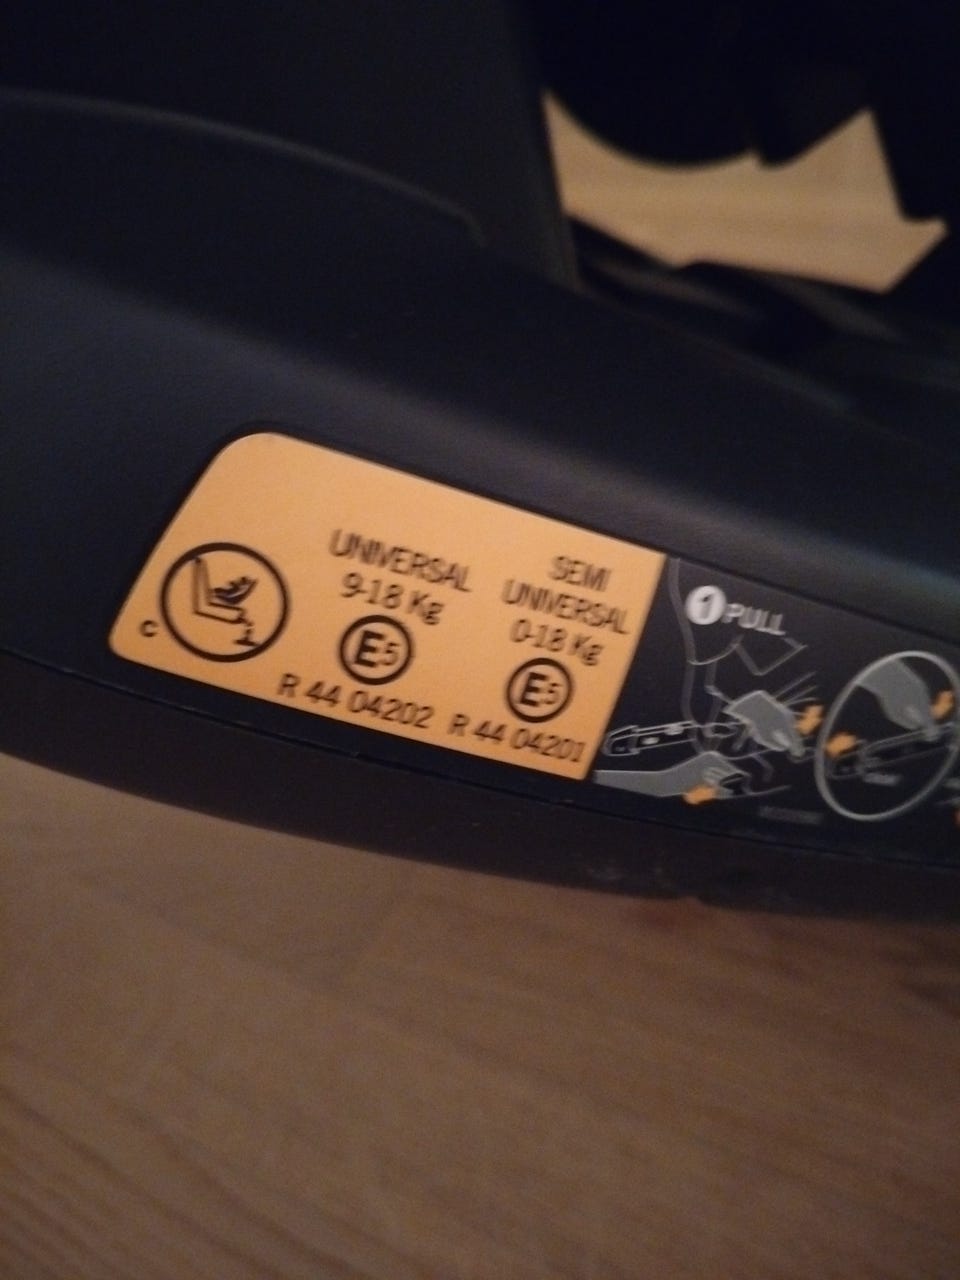 UNIVERSAL
9-18 Kg
E5
R 44 04202
SEMI
UNIVERSAL
0-18 Kg
E5
R 44 04201
C
1 PULL